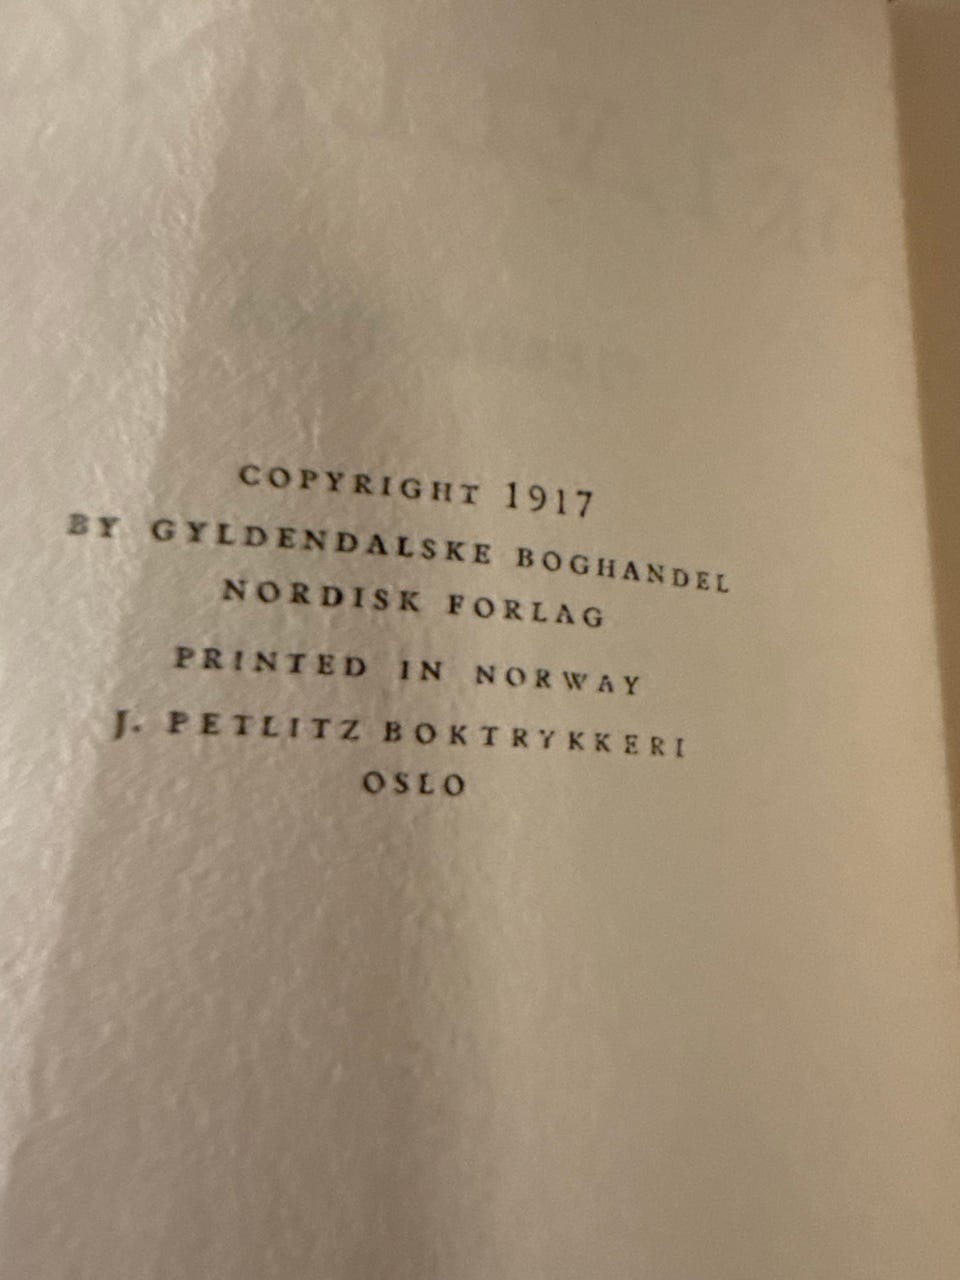 COPYRIGHT 1917
BY GYLDENDALSKE BOGHANDEL
NORDISK FORLAG
PRINTED IN NORWAY
J. PETLITZ BOKTRYKKERI
OSLO